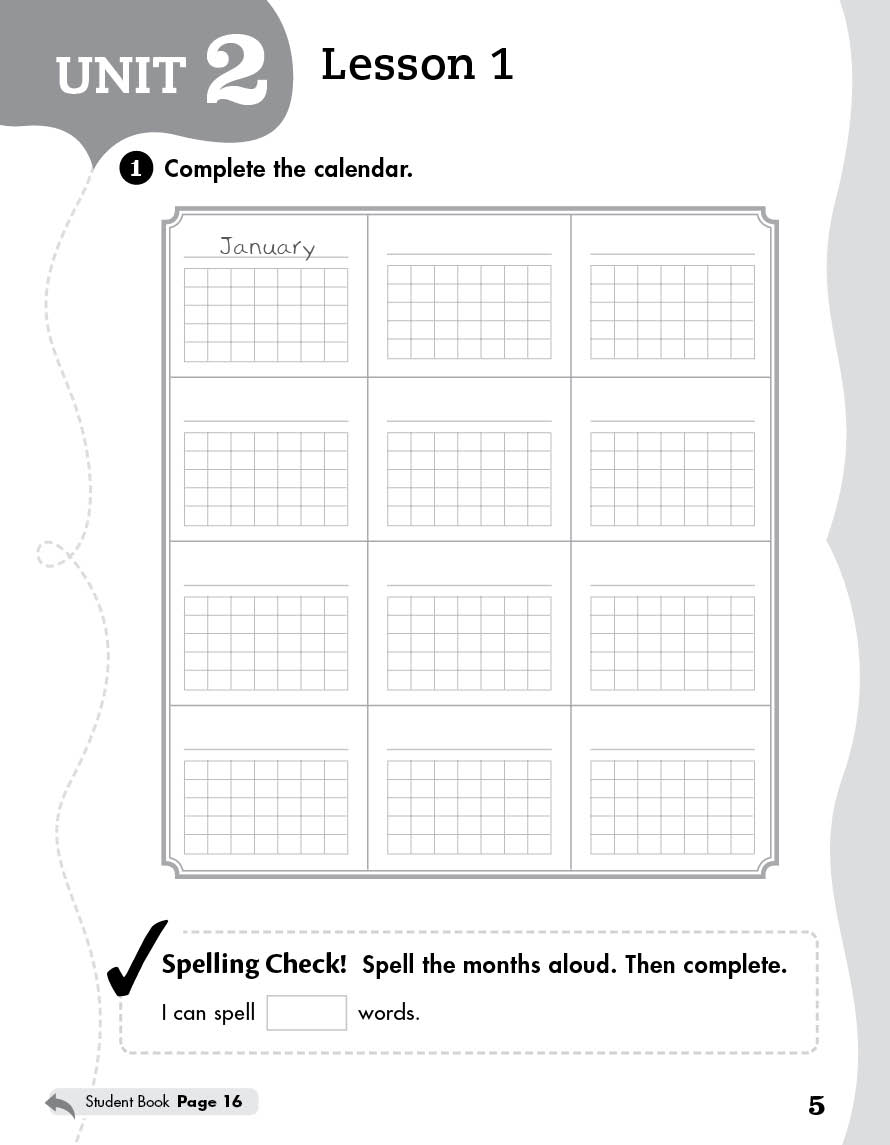 UNIT 2 Lesson 1
1 Complete the calendar.
January
Spelling Check! Spell the months aloud. Then complete.
I can spell words.
Student Book Page 16
5